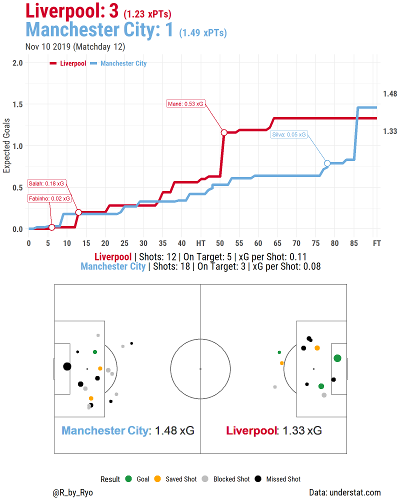 Liverpool: 3 (1.23 xPTs)
Manchester City: 1 (1.49 xPTs)
Nov 10 2019 (Matchday 12)
Liverpool Manchester City
Expected Goals
2.0
1.5
1.0
0.5
0.0
Mane: 0.53 xG
Silva: 0.05 xG
Salah: 0.18 xG
Fabinho: 0.02 xG
1.48
1.33
0 5 10 15 20 25 30 35 40 HT 50 55 60 65 70 75 80 85 FT
Liverpool | Shots: 12 | On Target: 5 | xG per Shot: 0.11
Manchester City | Shots: 18 | On Target: 3 | xG per Shot: 0.08
Manchester City: 1.48 xG
Liverpool: 1.33 xG
Result Goal Saved Shot Blocked Shot Missed Shot
@R_by_Ryo
Data: understat.com